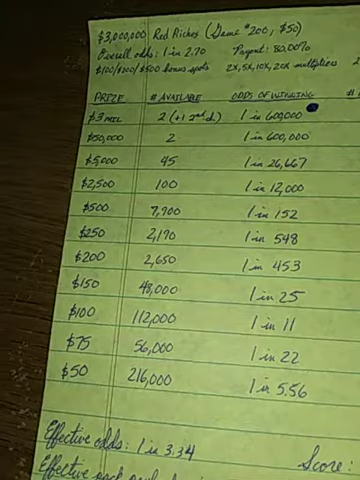 $3,000,000 Red Riches (Game #200, $50)
Overall odds: 1 in 2.70 Payout: 80.00%
$100/$200/$500 bonus spots 2X, 5X, 10X, 20X multipliers 2
PRIZE # AVAILABLE ODDS OF WINNING #
$3 MIL 2 (+1 2nd ch.) 1 in 600,000
$50,000 2 1 in 600,000
$5,000 45 1 in 26,667
$2,500 100 1 in 12,000
$500 7,900 1 in 152
$250 2,190 1 in 548
$200 2,650 1 in 453
$150 48,000 1 in 25
$100 112,000 1 in 11
$75 56,000 1 in 22
$50 216,000 1 in 5.56
Effective odds: 1 in 3.34
Score:
Effective